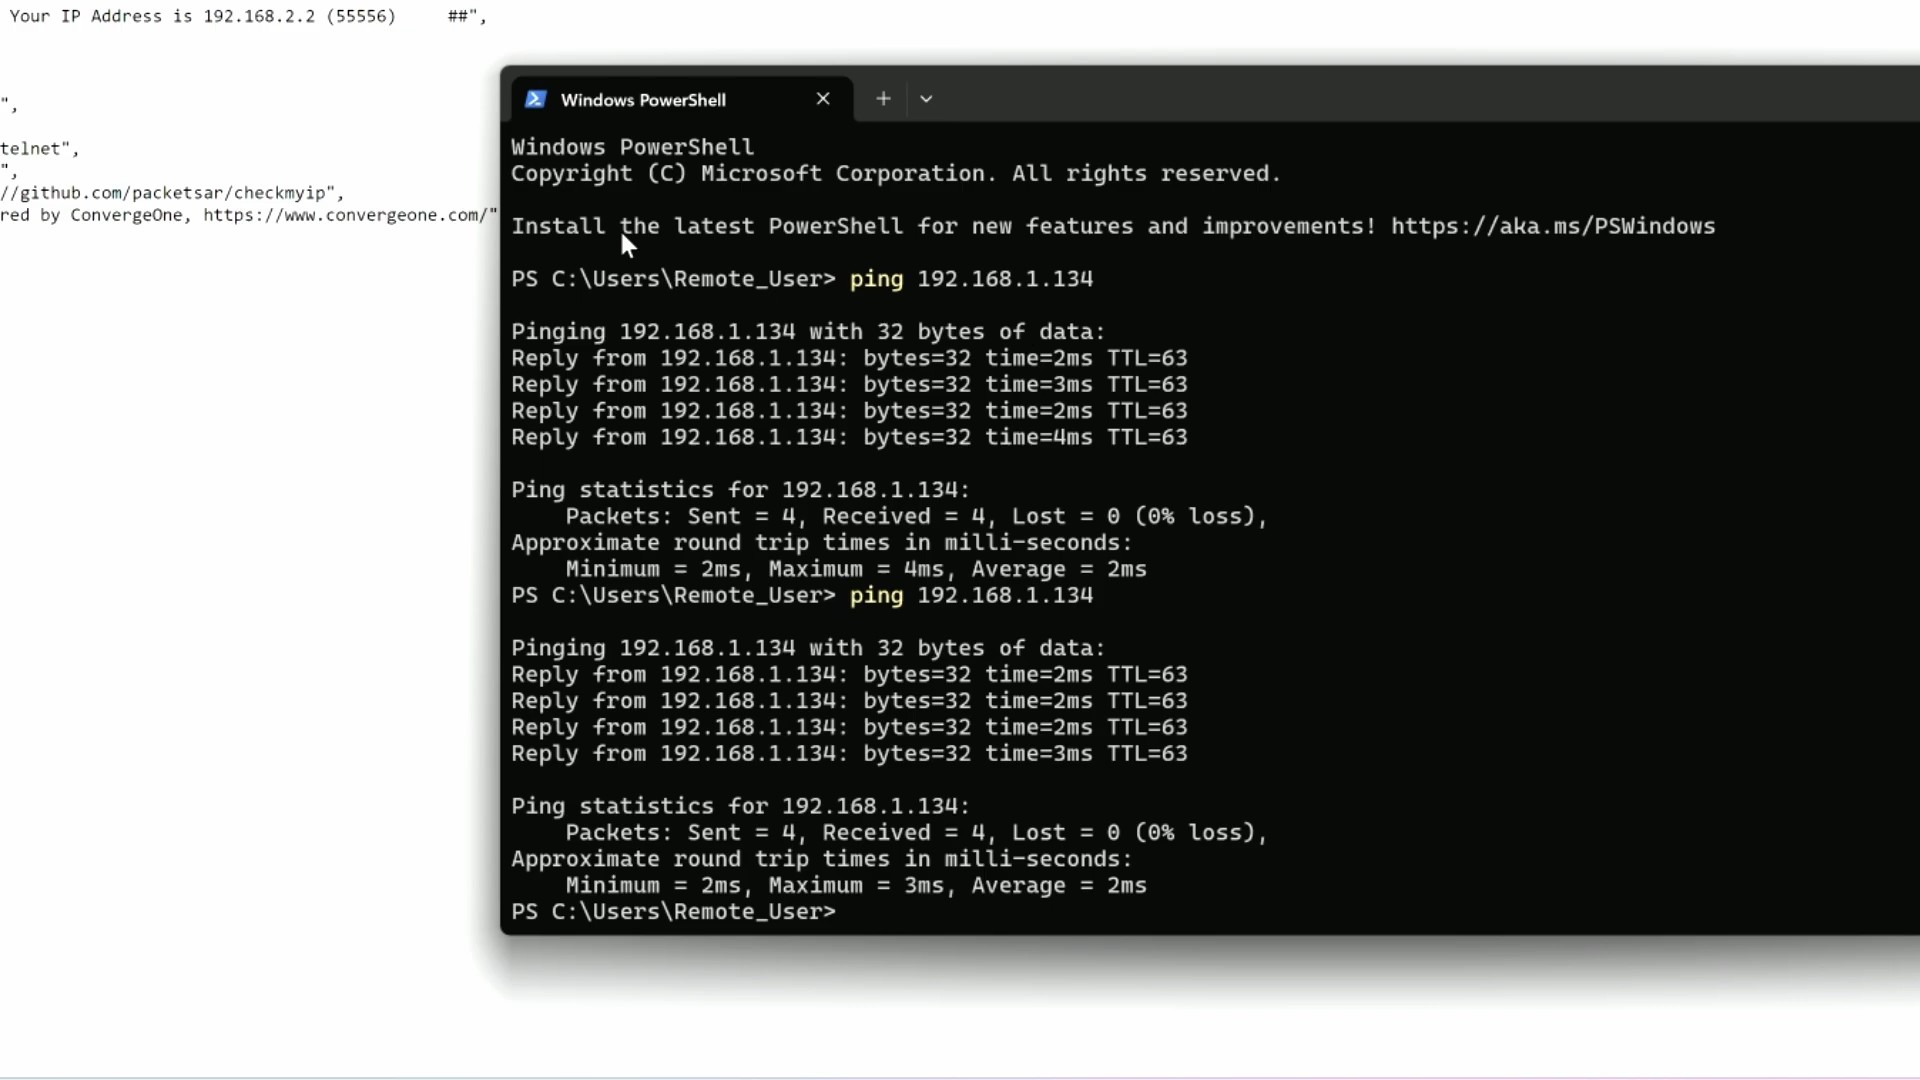 Your IP Address is 192.168.2.2 (55556)     ##",
",
telnet",
",
//github.com/packetsar/checkmyip",
red by ConvergeOne, https://www.convergeone.com/"
Windows PowerShell
Windows PowerShell
Copyright (C) Microsoft Corporation. All rights reserved.
Install the latest PowerShell for new features and improvements! https://aka.ms/PSWindows
PS C:\Users\Remote_User> ping 192.168.1.134
Pinging 192.168.1.134 with 32 bytes of data:
Reply from 192.168.1.134: bytes=32 time=2ms TTL=63
Reply from 192.168.1.134: bytes=32 time=3ms TTL=63
Reply from 192.168.1.134: bytes=32 time=2ms TTL=63
Reply from 192.168.1.134: bytes=32 time=4ms TTL=63
Ping statistics for 192.168.1.134:
    Packets: Sent = 4, Received = 4, Lost = 0 (0% loss),
Approximate round trip times in milli-seconds:
    Minimum = 2ms, Maximum = 4ms, Average = 2ms
PS C:\Users\Remote_User> ping 192.168.1.134
Pinging 192.168.1.134 with 32 bytes of data:
Reply from 192.168.1.134: bytes=32 time=2ms TTL=63
Reply from 192.168.1.134: bytes=32 time=2ms TTL=63
Reply from 192.168.1.134: bytes=32 time=2ms TTL=63
Reply from 192.168.1.134: bytes=32 time=3ms TTL=63
Ping statistics for 192.168.1.134:
    Packets: Sent = 4, Received = 4, Lost = 0 (0% loss),
Approximate round trip times in milli-seconds:
    Minimum = 2ms, Maximum = 3ms, Average = 2ms
PS C:\Users\Remote_User>